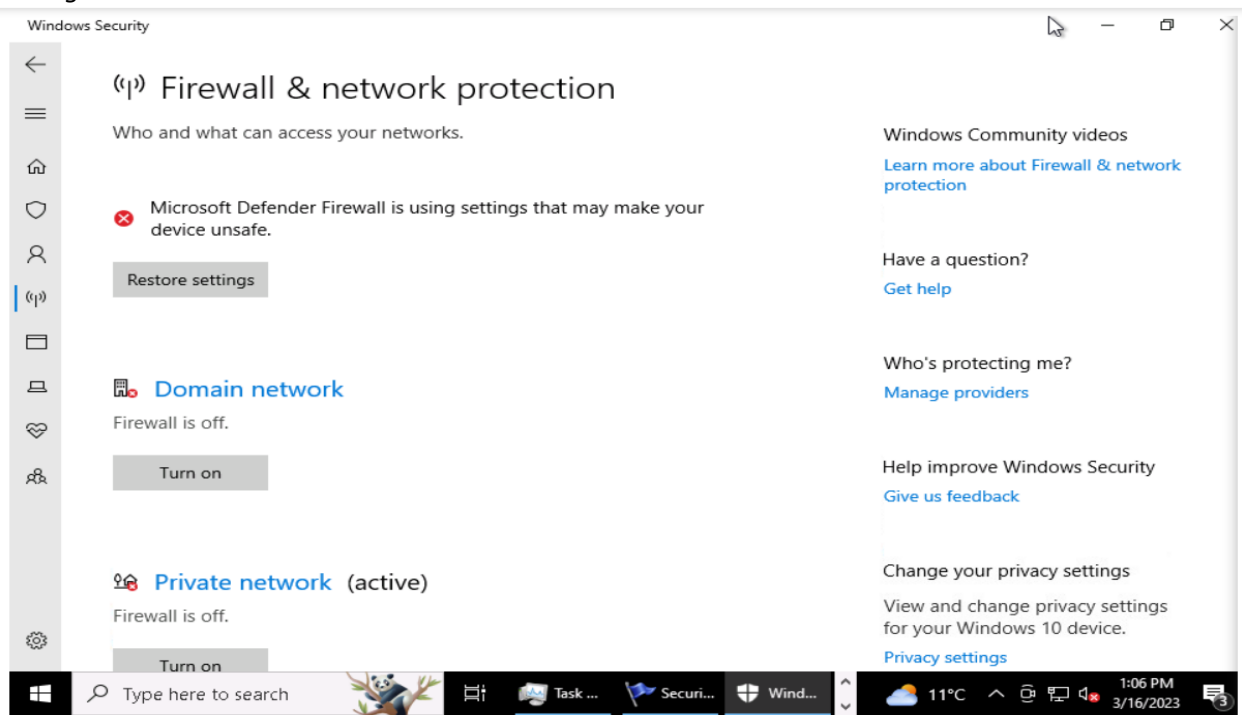 Windows Security
Firewall & network protection
Who and what can access your networks.
Microsoft Defender Firewall is using settings that may make your
device unsafe.
Restore settings
Domain network
Firewall is off.
Turn on
Private network (active)
Firewall is off.
Turn on
Windows Community videos
Learn more about Firewall & network
protection
Have a question?
Get help
Who's protecting me?
Manage providers
Help improve Windows Security
Give us feedback
Change your privacy settings
View and change privacy settings
for your Windows 10 device.
Privacy settings
Type here to search
Task ...
Securi...
Wind...
11°C
1:06 PM
3/16/2023
3